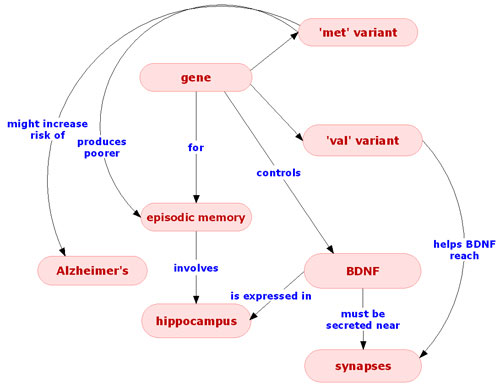 'met' variant
gene
might increase
risk of
produces
poorer
for
'val' variant
controls
episodic memory
helps BDNF
reach
involves
Alzheimer's
BDNF
is expressed in
hippocampus
must be
secreted near
synapses